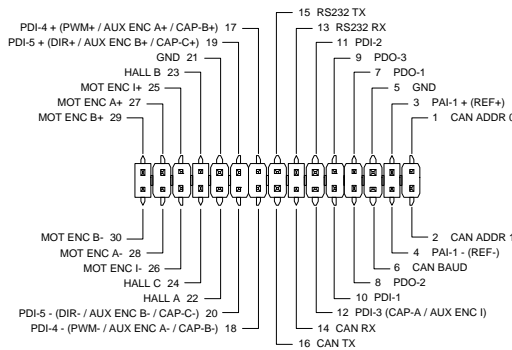 15 RS232 TX
PDI-4 + (PWM+ / AUX ENC A+ / CAP-B+) 17
13 RS232 RX
PDI-5 + (DIR+ / AUX ENC B+ / CAP-C+) 19
11 PDI-2
GND 21
9 PDO-3
HALL B 23
7 PDO-1
MOT ENC I+ 25
5 GND
MOT ENC A+ 27
3 PAI-1 + (REF+)
MOT ENC B+ 29
1 CAN ADDR 0
MOT ENC B- 30
2 CAN ADDR 1
MOT ENC A- 28
4 PAI-1 - (REF-)
MOT ENC I- 26
6 CAN BAUD
HALL C 24
8 PDO-2
HALL A 22
10 PDI-1
PDI-5 - (DIR- / AUX ENC B- / CAP-C-) 20
12 PDI-3 (CAP-A / AUX ENC I)
PDI-4 - (PWM- / AUX ENC A- / CAP-B-) 18
14 CAN RX
16 CAN TX